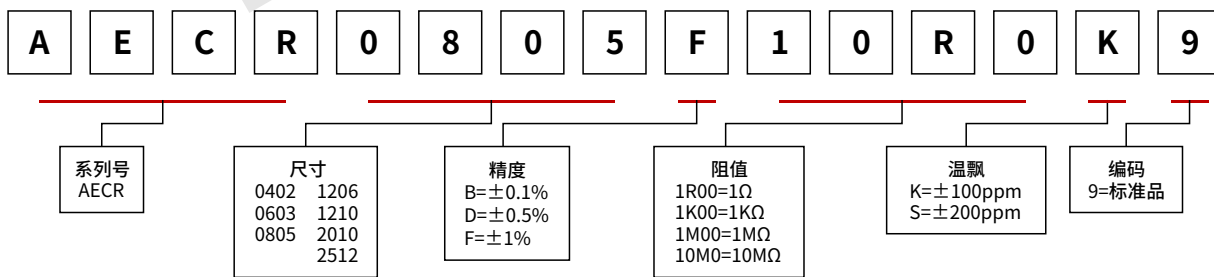 A E C R 0 8 0 5 F 1 0 R 0 K 9
系列号
AECR
尺寸
0402 1206
0603 1210
0805 2010
2512
精度
B=±0.1%
D=±0.5%
F=±1%
阻值
1R00=1Ω
1K00=1KΩ
1M00=1MΩ
10M0=10MΩ
温飘
K=±100ppm
S=±200ppm
编码
9=标准品